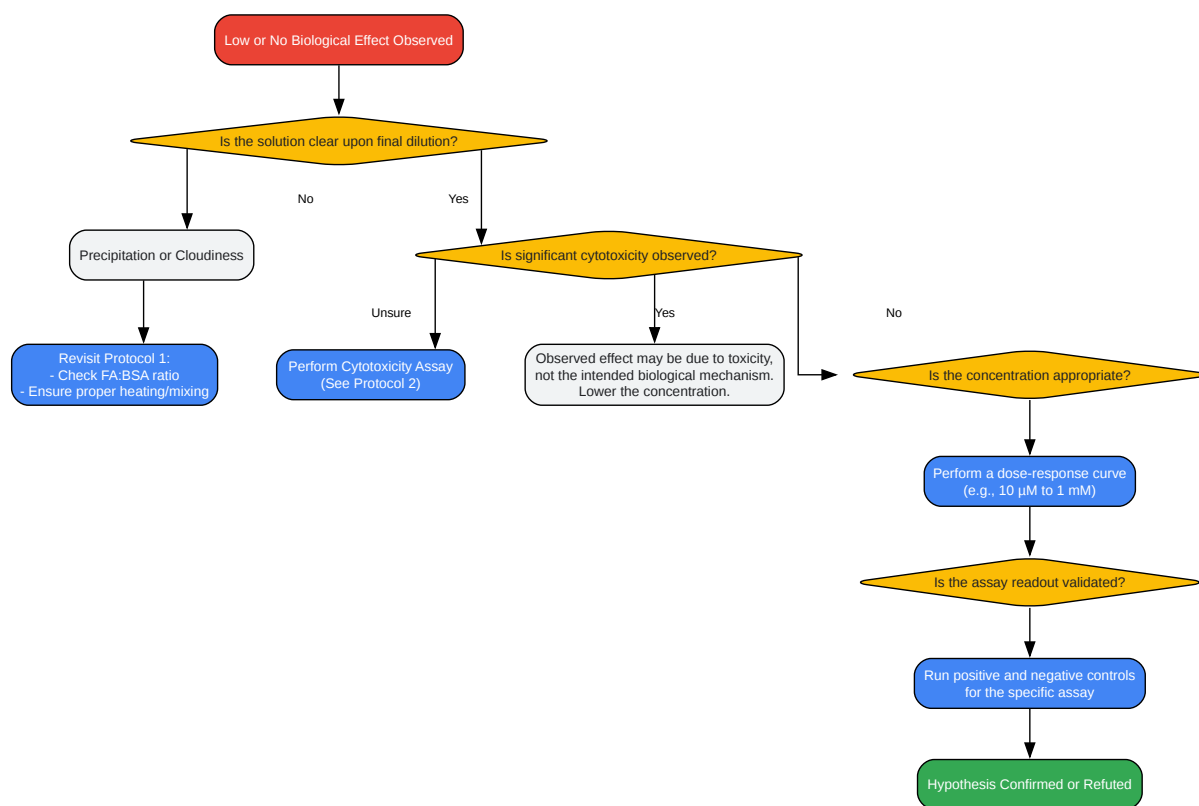 Low or No Biological Effect Observed
Is the solution clear upon final dilution?
No
Yes
Precipitation or Cloudiness
Is significant cytotoxicity observed?
Unsure
Yes
No
Revisit Protocol 1:
- Check FA:BSA ratio
- Ensure proper heating/mixing
Perform Cytotoxicity Assay
(See Protocol 2)
Observed effect may be due to toxicity,
not the intended biological mechanism.
Lower the concentration.
Is the concentration appropriate?
Perform a dose-response curve
(e.g., 10 µM to 1 mM)
Is the assay readout validated?
Run positive and negative controls
for the specific assay
Hypothesis Confirmed or Refuted